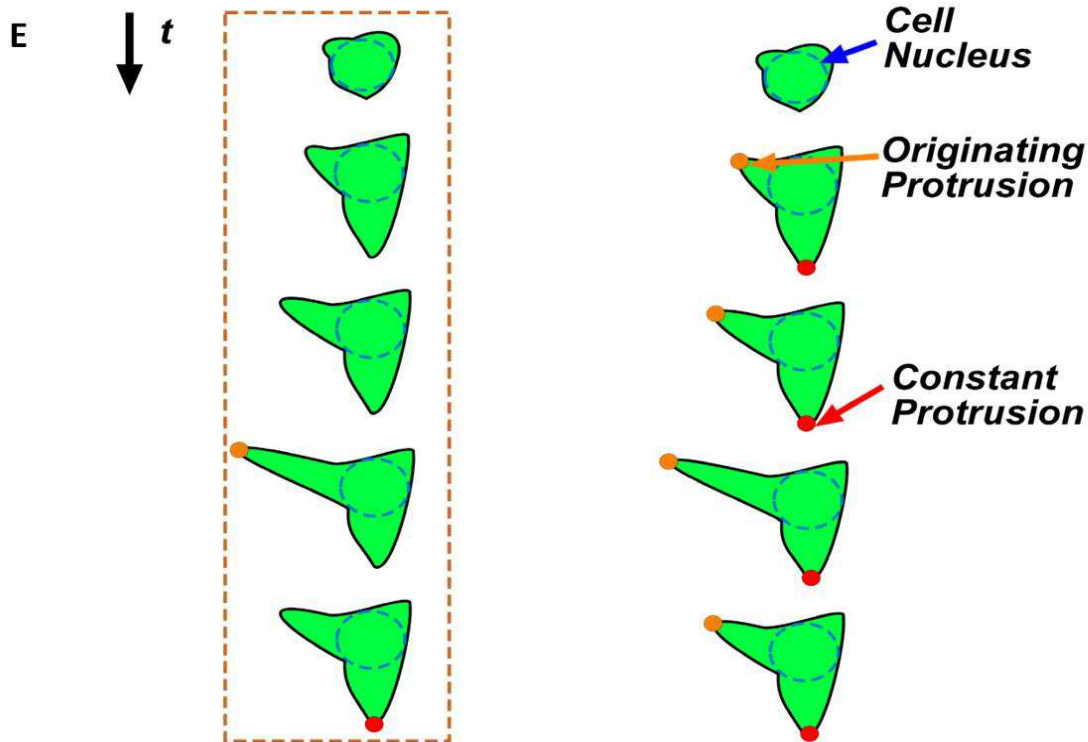 E
t
Cell
Nucleus
Originating
Protrusion
Constant
Protrusion